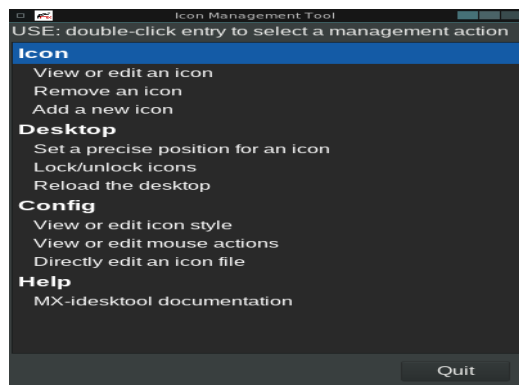 Icon Management Tool
USE: double-click entry to select a management action
Icon
View or edit an icon
Remove an icon
Add a new icon
Desktop
Set a precise position for an icon
Lock/unlock icons
Reload the desktop
Config
View or edit icon style
View or edit mouse actions
Directly edit an icon file
Help
MX-idesktool documentation
Quit